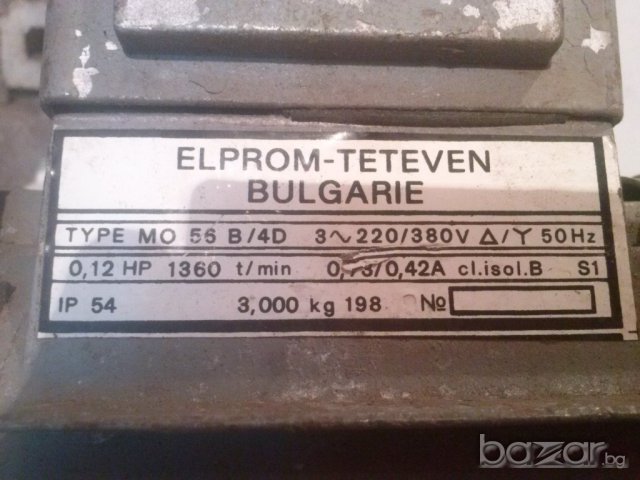 ELPROM-TETEVEN
BULGARIE
TYPE MO 56 B/4D 3~220/380V Δ/Y 50Hz
0,12 HP 1360 t/min 0,73/0,42A cl.isol.B S1
IP 54 3,000 kg 198 №
bazar.bg